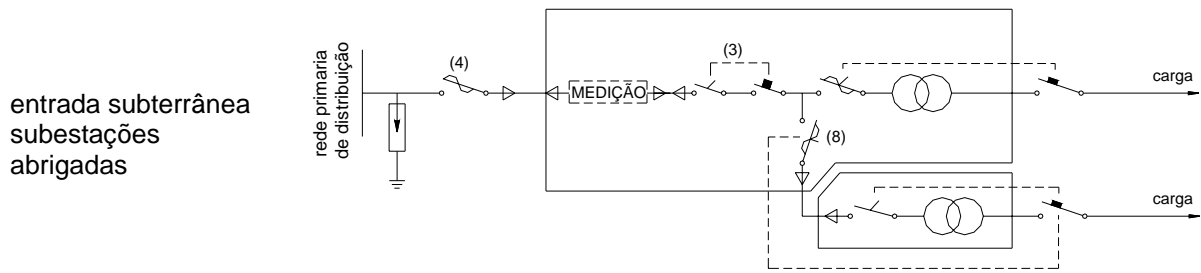 entrada subterrânea
subestações
abrigadas
rede primaria
de distribuição
(4)
MEDIÇÃO
(3)
(8)
carga
carga